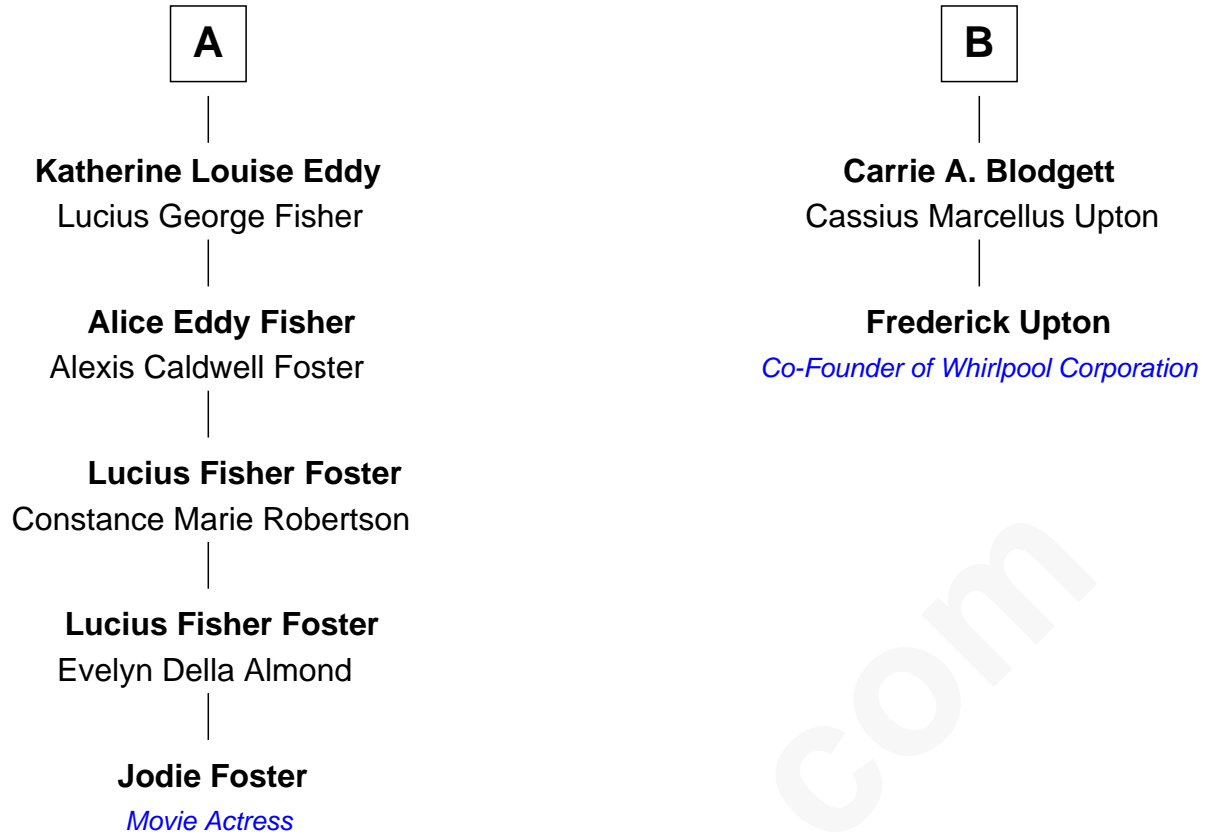 A
Katherine Louise Eddy
Lucius George Fisher
Alice Eddy Fisher
Alexis Caldwell Foster
Lucius Fisher Foster
Constance Marie Robertson
Lucius Fisher Foster
Evelyn Della Almond
Jodie Foster
Movie Actress
B
Carrie A. Blodgett
Cassius Marcellus Upton
Frederick Upton
Co-Founder of Whirlpool Corporation
com